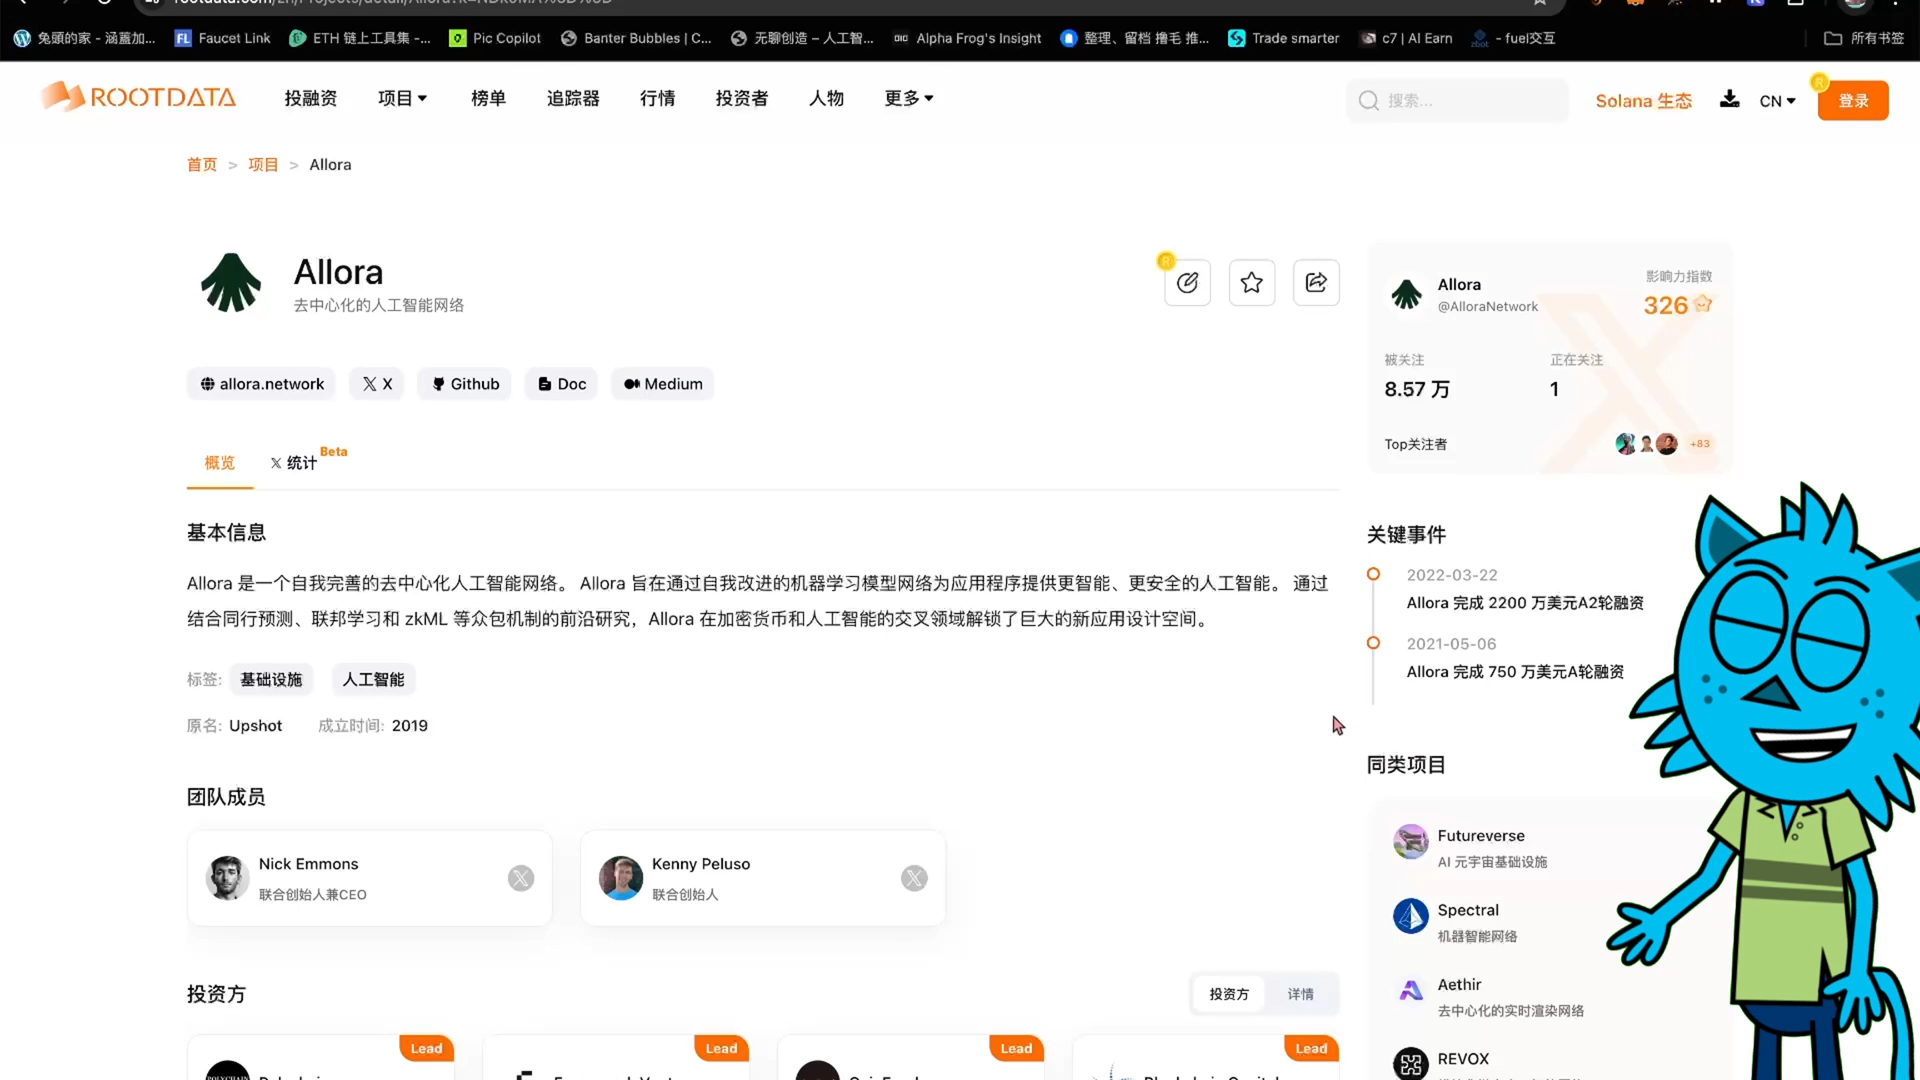 兔頭的家 - 涵蓋加...
Faucet Link
ETH 链上工具集 -...
Pic Copilot
Banter Bubbles | C...
无聊创造 – 人工智...
Alpha Frog's Insight
整理、留档 撸毛 推...
Trade smarter
c7 | AI Earn
- fuel交互
所有书签
ROOTDATA
投融资
项目
榜单
追踪器
行情
投资者
人物
更多
搜索...
Solana 生态
CN
登录
首页 > 项目 > Allora
Allora
去中心化的人工智能网络
allora.network
X
Github
Doc
Medium
概览
统计
Beta
基本信息
Allora 是一个自我完善的去中心化人工智能网络。 Allora 旨在通过自我改进的机器学习模型网络为应用程序提供更智能、更安全的人工智能。 通过
结合同行预测、联邦学习和 zkML 等众包机制的前沿研究，Allora 在加密货币和人工智能的交叉领域解锁了巨大的新应用设计空间。
标签: 基础设施 人工智能
原名: Upshot 成立时间: 2019
团队成员
Nick Emmons
联合创始人兼CEO
Kenny Peluso
联合创始人
投资方
投资方
详情
Lead
Lead
Lead
Lead
Allora
@AlloraNetwork
影响力指数
326
被关注
8.57 万
正在关注
1
Top关注者
+83
关键事件
2022-03-22
Allora 完成 2200 万美元A2轮融资
2021-05-06
Allora 完成 750 万美元A轮融资
同类项目
Futureverse
AI 元宇宙基础设施
Spectral
机器智能网络
Aethir
去中心化的实时渲染网络
REVOX